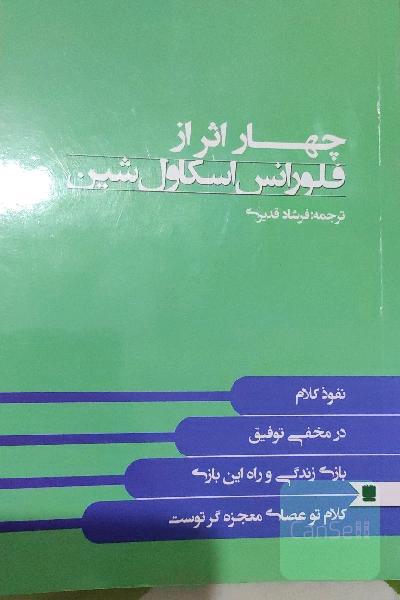 چهار اثر از
فلورانس اسکاول شین
ترجمه: فرشاد قدیری
نفوذ کلام
در مخفی توفیق
بازی زندگی و راه این بازی
کلام تو عصای معجزه گر توست
CanSell